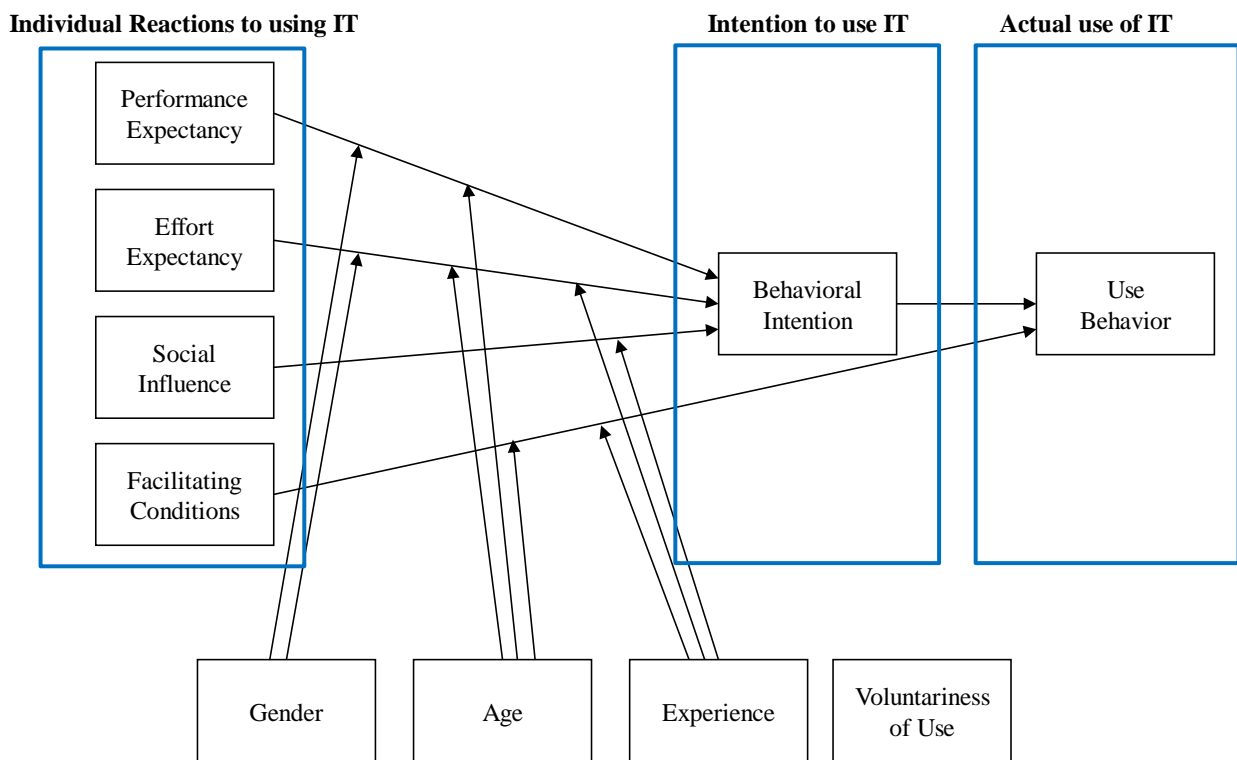 Individual Reactions to using IT
Intention to use IT
Actual use of IT
Performance
Expectancy
Effort
Expectancy
Social
Influence
Facilitating
Conditions
Behavioral
Intention
Use
Behavior
Gender
Age
Experience
Voluntariness
of Use